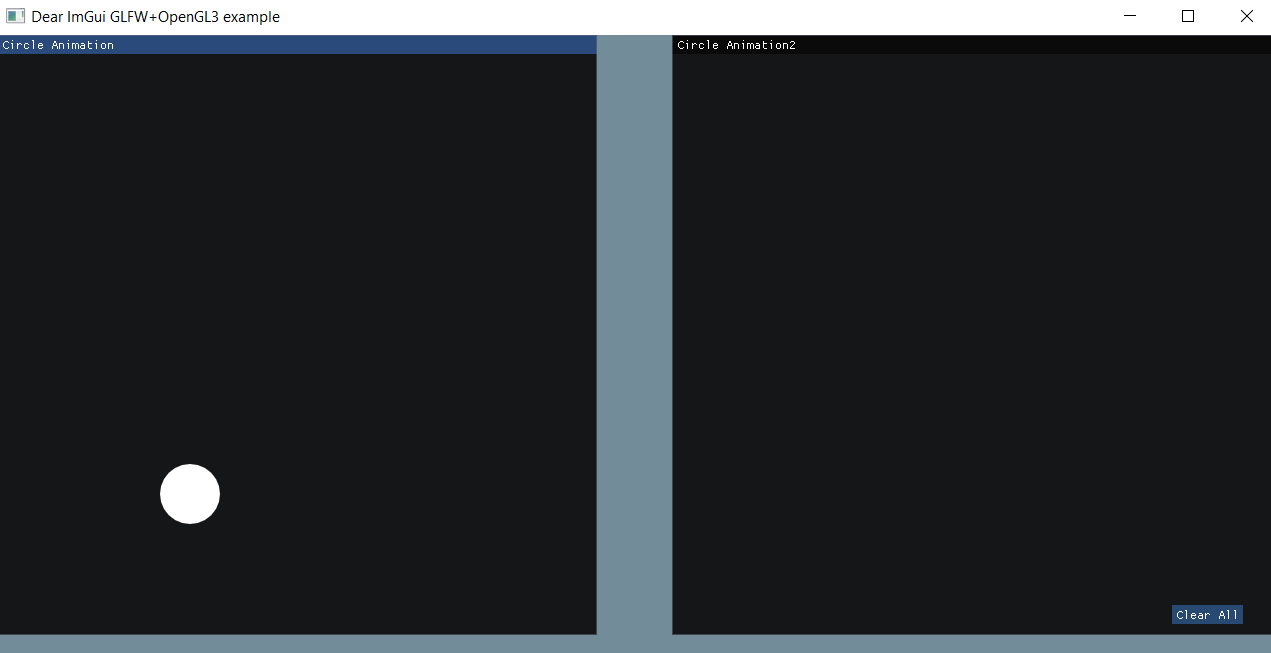 Dear ImGui GLFW+OpenGL3 example
Circle Animation
Circle Animation2
Clear All